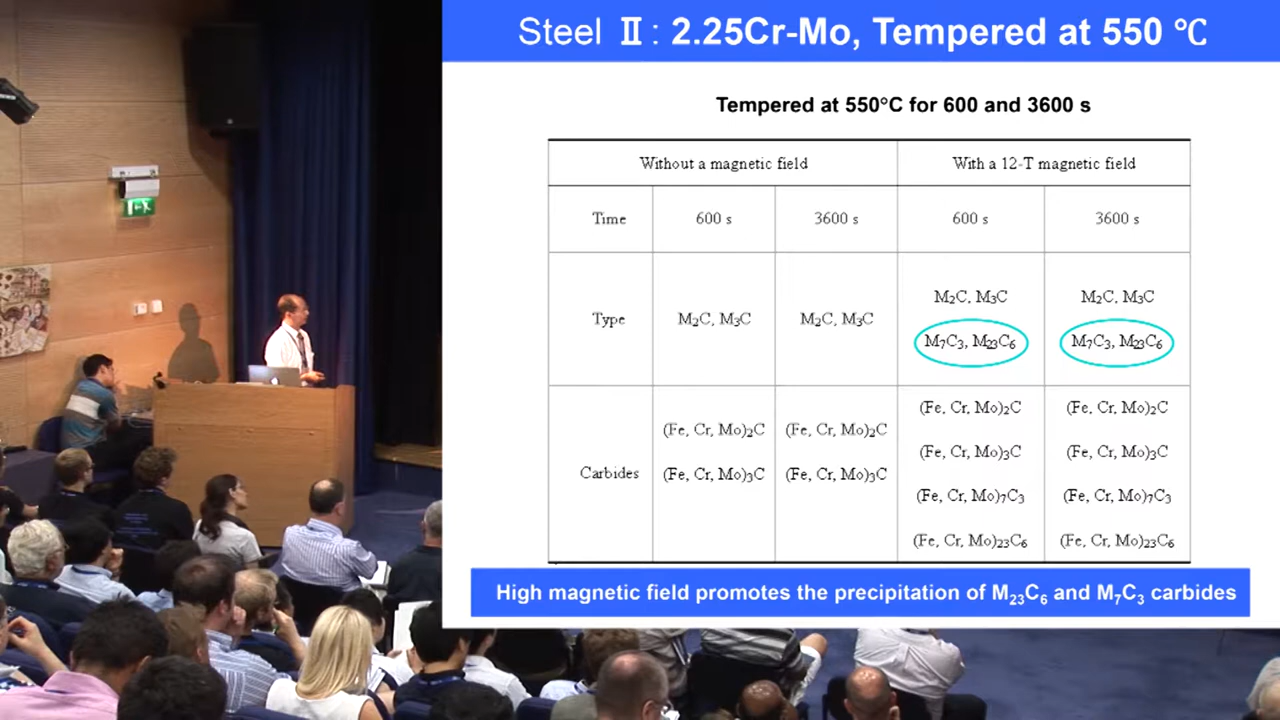 Steel Ⅱ : 2.25Cr-Mo, Tempered at 550 ℃
Tempered at 550°C for 600 and 3600 s
Without a magnetic field With a 12-T magnetic field
Time 600 s 3600 s 600 s 3600 s
Type M₂C, M₃C M₂C, M₃C M₂C, M₃C M₂C, M₃C
M₇C₃, M₂₃C₆ M₇C₃, M₂₃C₆
Carbides (Fe, Cr, Mo)₂C (Fe, Cr, Mo)₂C (Fe, Cr, Mo)₂C (Fe, Cr, Mo)₂C
(Fe, Cr, Mo)₃C (Fe, Cr, Mo)₃C (Fe, Cr, Mo)₃C (Fe, Cr, Mo)₃C
(Fe, Cr, Mo)₇C₃ (Fe, Cr, Mo)₇C₃
(Fe, Cr, Mo)₂₃C₆ (Fe, Cr, Mo)₂₃C₆
High magnetic field promotes the precipitation of M₂₃C₆ and M₇C₃ carbides